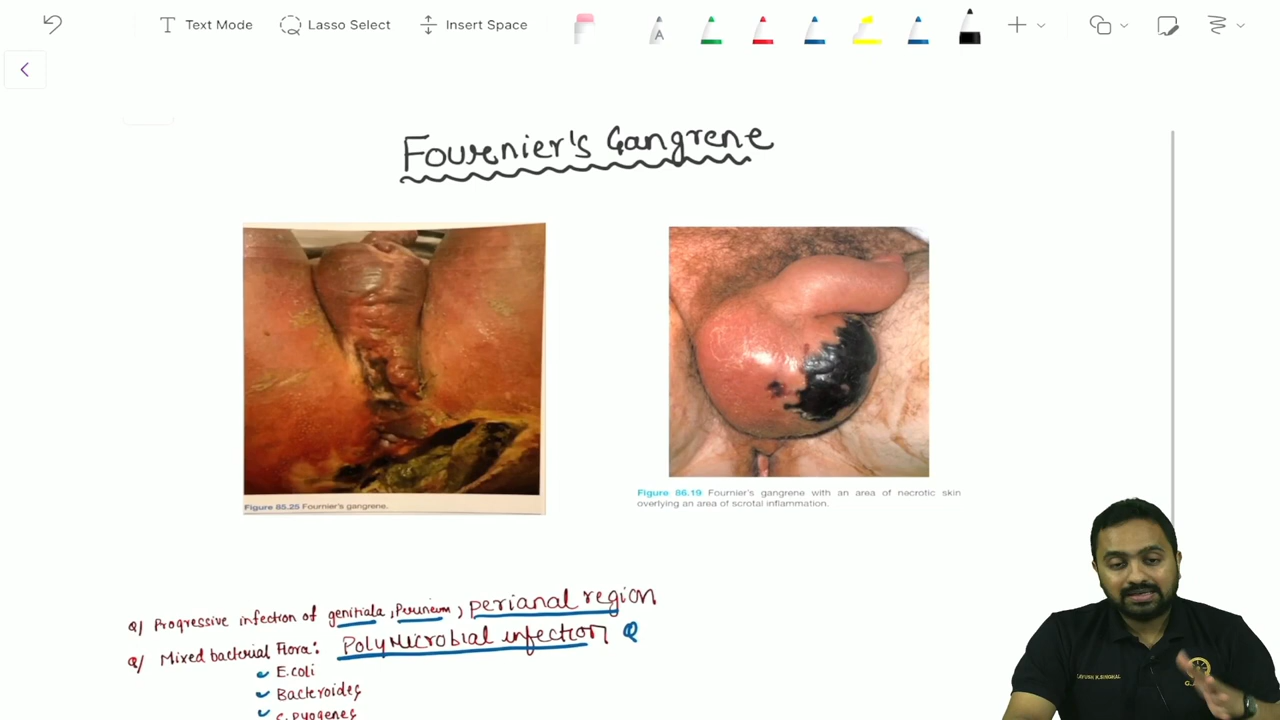 Text Mode Lasso Select Insert Space
A
Fournier's Gangrene
Figure 85.25 Fournier's gangrene.
Figure 86.19 Fournier's gangrene with an area of necrotic skin
overlying an area of scrotal inflammation.
Q/ Progressive infection of genitiala, Perineum, perianal region
Q/ Mixed bacterial Flora: PolyMicrobial infection Q
E.coli
Bacteroides
S.pyogenes